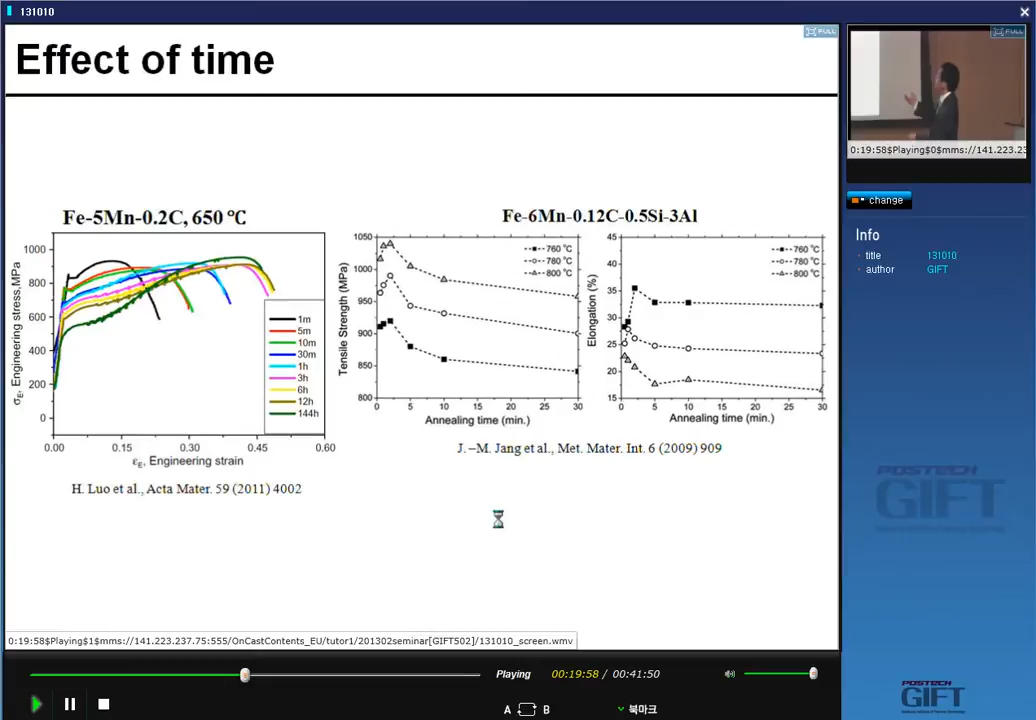 131010
Effect of time
FULL
FULL
0:19:58$Playing$0$mms://141.223.23
change
Info
title 131010
author GIFT
Fe-5Mn-0.2C, 650 ℃
σE, Engineering stress,MPa
1000
800
600
400
200
0
0.00 0.15 0.30 0.45 0.60
εE, Engineering strain
1m
5m
10m
30m
1h
3h
6h
12h
144h
H. Luo et al., Acta Mater. 59 (2011) 4002
Fe-6Mn-0.12C-0.5Si-3Al
Tensile Strength (MPa)
1050
1000
950
900
850
800
0 5 10 15 20 25 30
Annealing time (min.)
760 °C
780 °C
800 °C
Elongation (%)
45
40
35
30
25
20
15
0 5 10 15 20 25 30
Annealing time (min.)
760 °C
780 °C
800 °C
J. –M. Jang et al., Met. Mater. Int. 6 (2009) 909
POSTECH
GIFT
0:19:58$Playing$1$mms://141.223.237.75:555/OnCastContents_EU/tutor1/201302seminar[GIFT502]/131010_screen.wmv
Playing 00:19:58 / 00:41:50
A B 북마크
POSTECH
GIFT